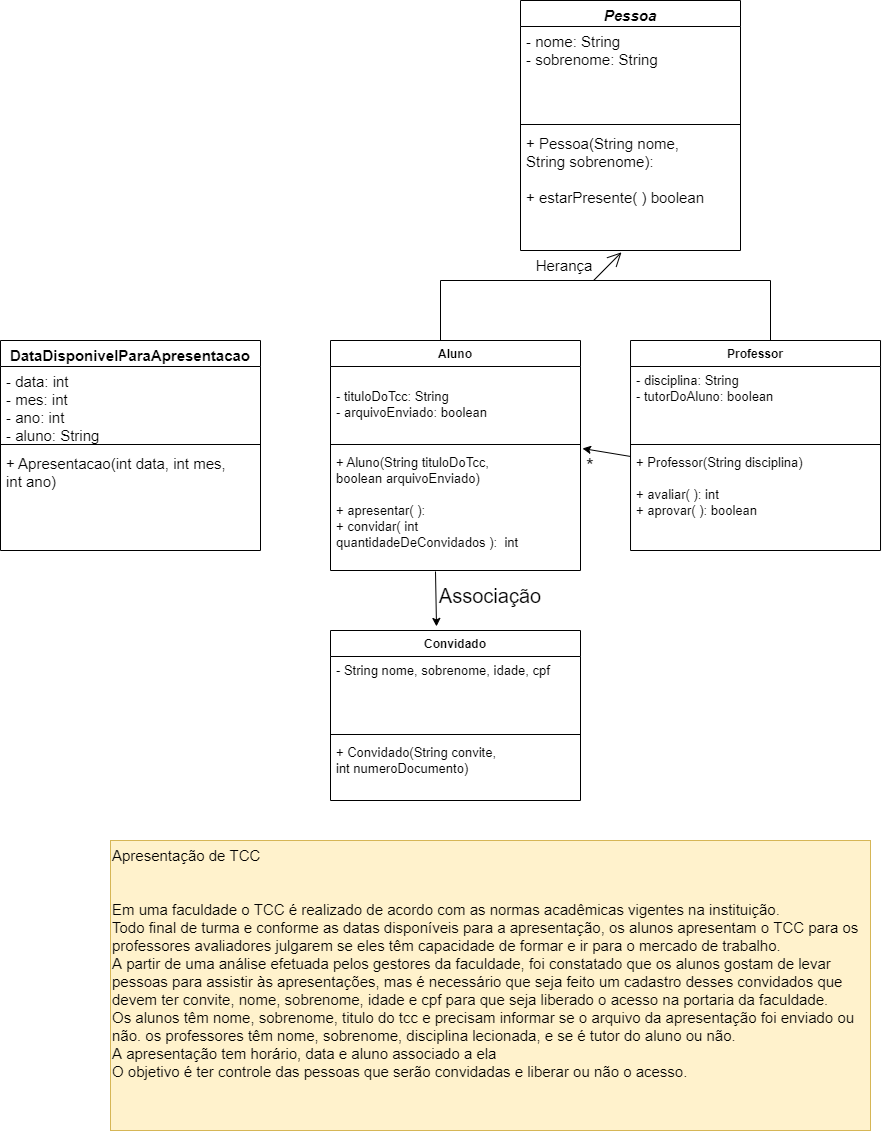 Pessoa
- nome: String
- sobrenome: String
+ Pessoa(String nome,
String sobrenome):
+ estarPresente( ) boolean
Herança
DataDisponivelParaApresentacao
- data: int
- mes: int
- ano: int
- aluno: String
+ Apresentacao(int data, int mes,
int ano)
Aluno
- tituloDoTcc: String
- arquivoEnviado: boolean
+ Aluno(String tituloDoTcc,
boolean arquivoEnviado)
+ apresentar( ):
+ convidar( int
quantidadeDeConvidados ):  int
Professor
- disciplina: String
- tutorDoAluno: boolean
+ Professor(String disciplina)
+ avaliar( ): int
+ aprovar( ): boolean
*
Associação
Convidado
- String nome, sobrenome, idade, cpf
+ Convidado(String convite,
int numeroDocumento)
Apresentação de TCC
Em uma faculdade o TCC é realizado de acordo com as normas acadêmicas vigentes na instituição.
Todo final de turma e conforme as datas disponíveis para a apresentação, os alunos apresentam o TCC para os
professores avaliadores julgarem se eles têm capacidade de formar e ir para o mercado de trabalho.
A partir de uma análise efetuada pelos gestores da faculdade, foi constatado que os alunos gostam de levar
pessoas para assistir às apresentações, mas é necessário que seja feito um cadastro desses convidados que
devem ter convite, nome, sobrenome, idade e cpf para que seja liberado o acesso na portaria da faculdade.
Os alunos têm nome, sobrenome, titulo do tcc e precisam informar se o arquivo da apresentação foi enviado ou
não. os professores têm nome, sobrenome, disciplina lecionada, e se é tutor do aluno ou não.
A apresentação tem horário, data e aluno associado a ela
O objetivo é ter controle das pessoas que serão convidadas e liberar ou não o acesso.